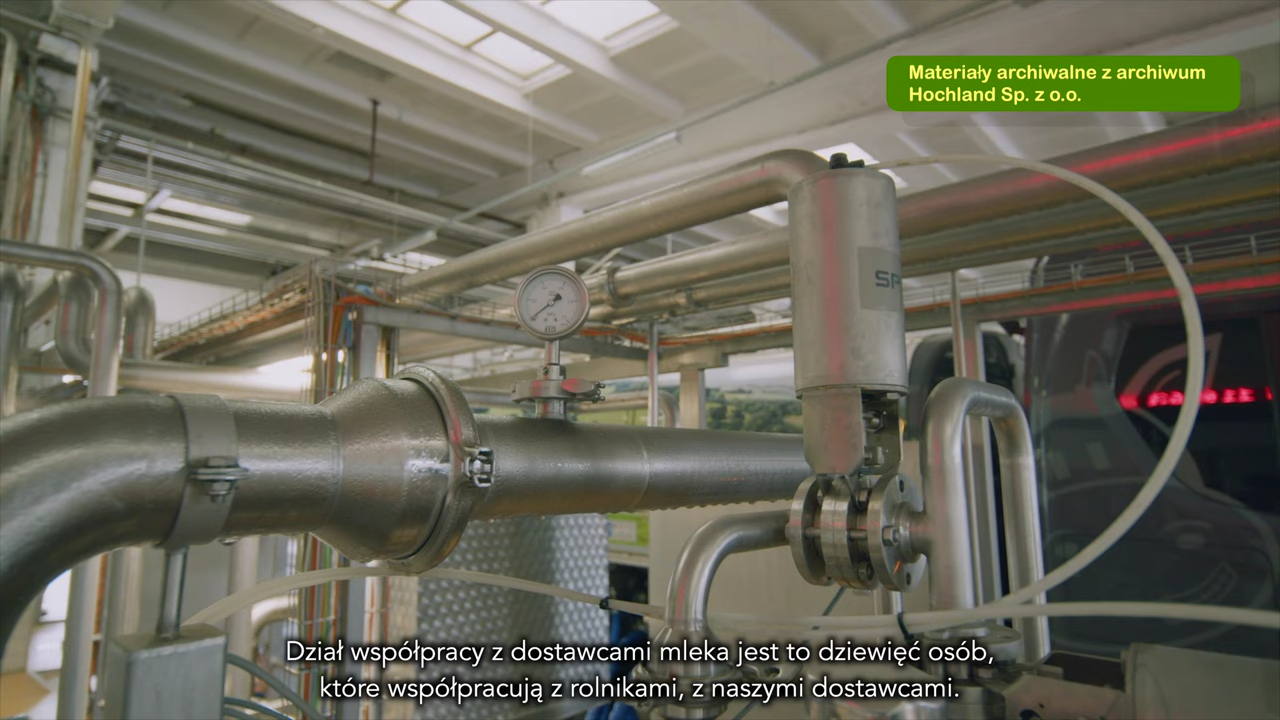 Materiały archiwalne z archiwum
Hochland Sp. z o.o.
Dział współpracy z dostawcami mleka jest to dziewięć osób,
które współpracują z rolnikami, z naszymi dostawcami.